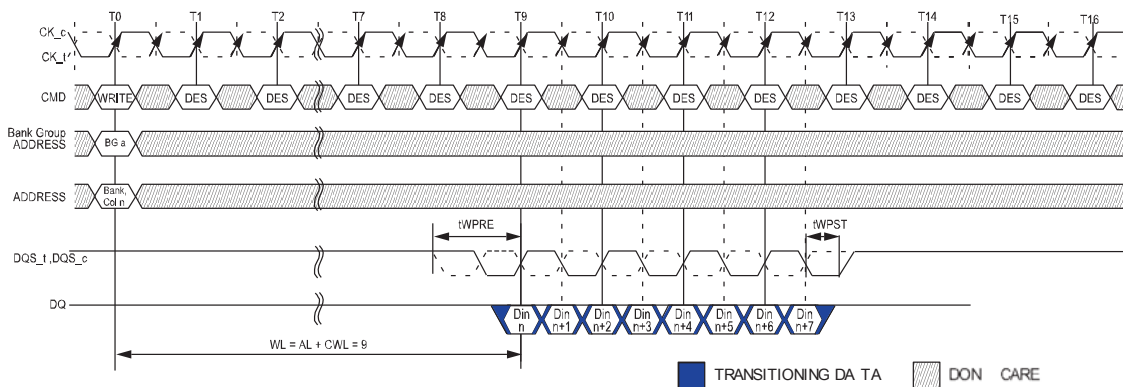 T0 T1 T2 T7 T8 T9 T10 T11 T12 T13 T14 T15 T16
CK_c
CK_t
CMD WRITE DES DES DES DES DES DES DES DES DES DES DES DES
Bank Group
ADDRESS
BG a
ADDRESS
Bank,
Col n
tWPRE tWPST
DQS_t ,DQS_c
DQ
Din Din Din Din Din Din Din Din
n n+1 n+2 n+3 n+4 n+5 n+6 n+7
WL = AL + CWL = 9
TRANSITIONING DA TA DON CARE